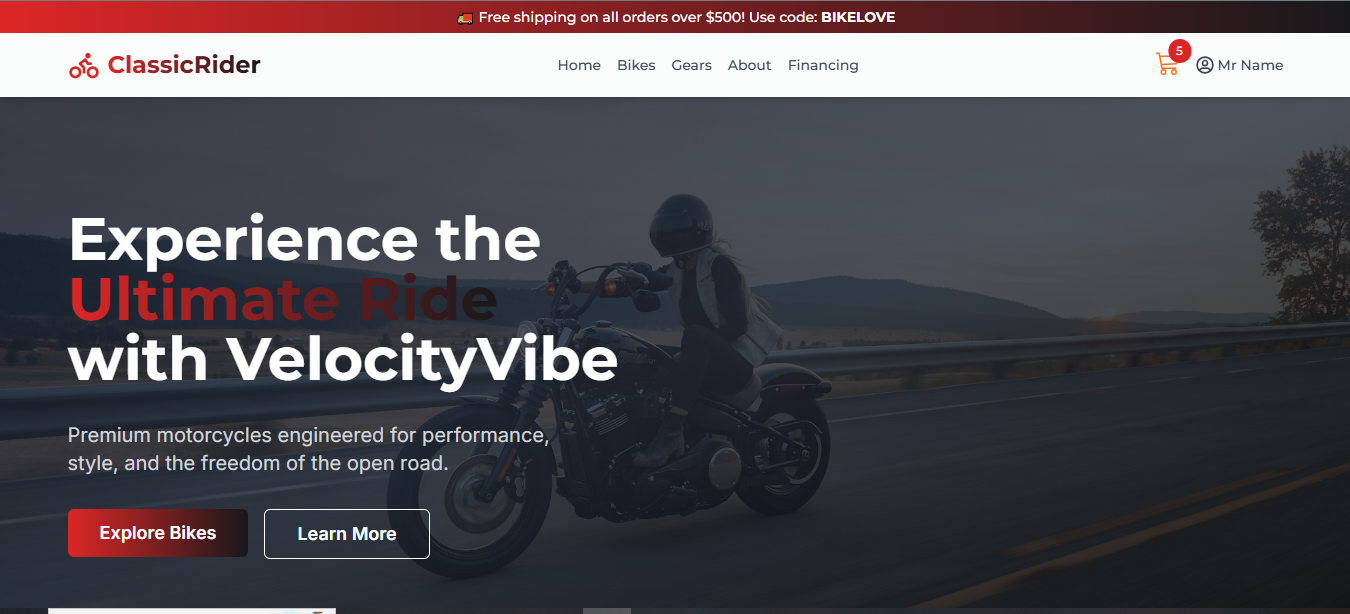 🚚 Free shipping on all orders over $500! Use code: BIKELOVE
ClassicRider Home Bikes Gears About Financing 5 Mr Name
Experience the
Ultimate Ride
with VelocityVibe
Premium motorcycles engineered for performance,
style, and the freedom of the open road.
Explore Bikes Learn More